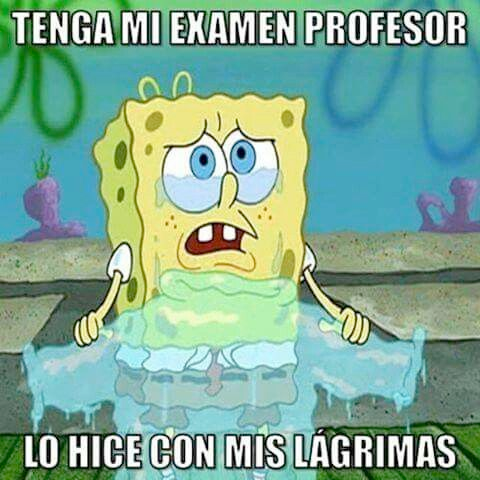 TENGA MI EXAMEN PROFESOR
LO HICE CON MIS LÁGRIMAS